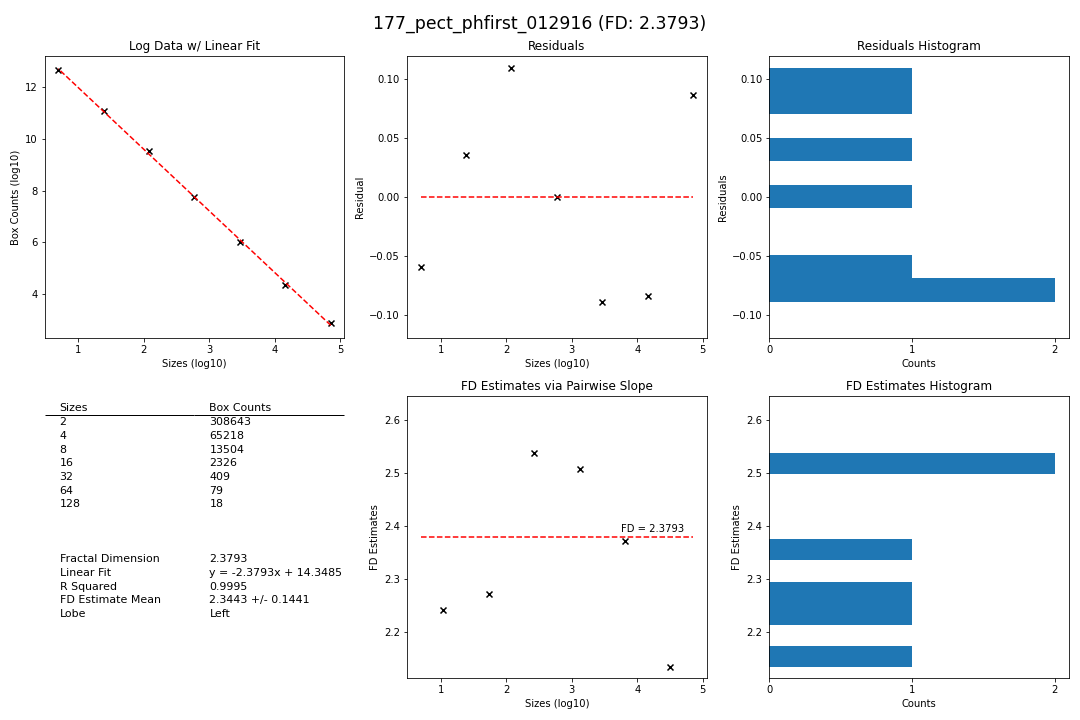 177_pect_phfirst_012916 (FD: 2.3793)
Log Data w/ Linear Fit
12
10
8
6
4
Box Counts (log10)
1 2 3 4 5
Sizes (log10)
Residuals
0.10
0.05
0.00
−0.05
−0.10
Residual
1 2 3 4 5
Sizes (log10)
Residuals Histogram
0.10
0.05
0.00
−0.05
−0.10
Residuals
0 1 2
Counts
Sizes Box Counts
2 308643
4 65218
8 13504
16 2326
32 409
64 79
128 18
Fractal Dimension 2.3793
Linear Fit y = -2.3793x + 14.3485
R Squared 0.9995
FD Estimate Mean 2.3443 +/- 0.1441
Lobe Left
FD Estimates via Pairwise Slope
2.6
2.5
2.4
2.3
2.2
FD Estimates
FD = 2.3793
1 2 3 4 5
Sizes (log10)
FD Estimates Histogram
2.6
2.5
2.4
2.3
2.2
FD Estimates
0 1 2
Counts